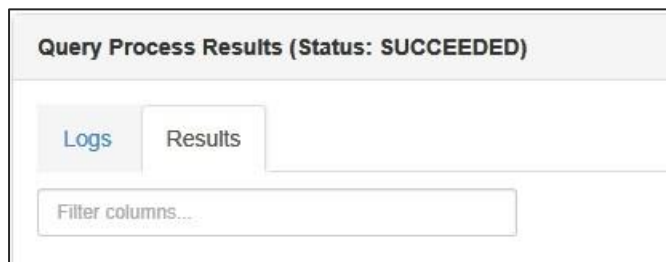 Query Process Results (Status: SUCCEEDED)
Logs Results
Filter columns...